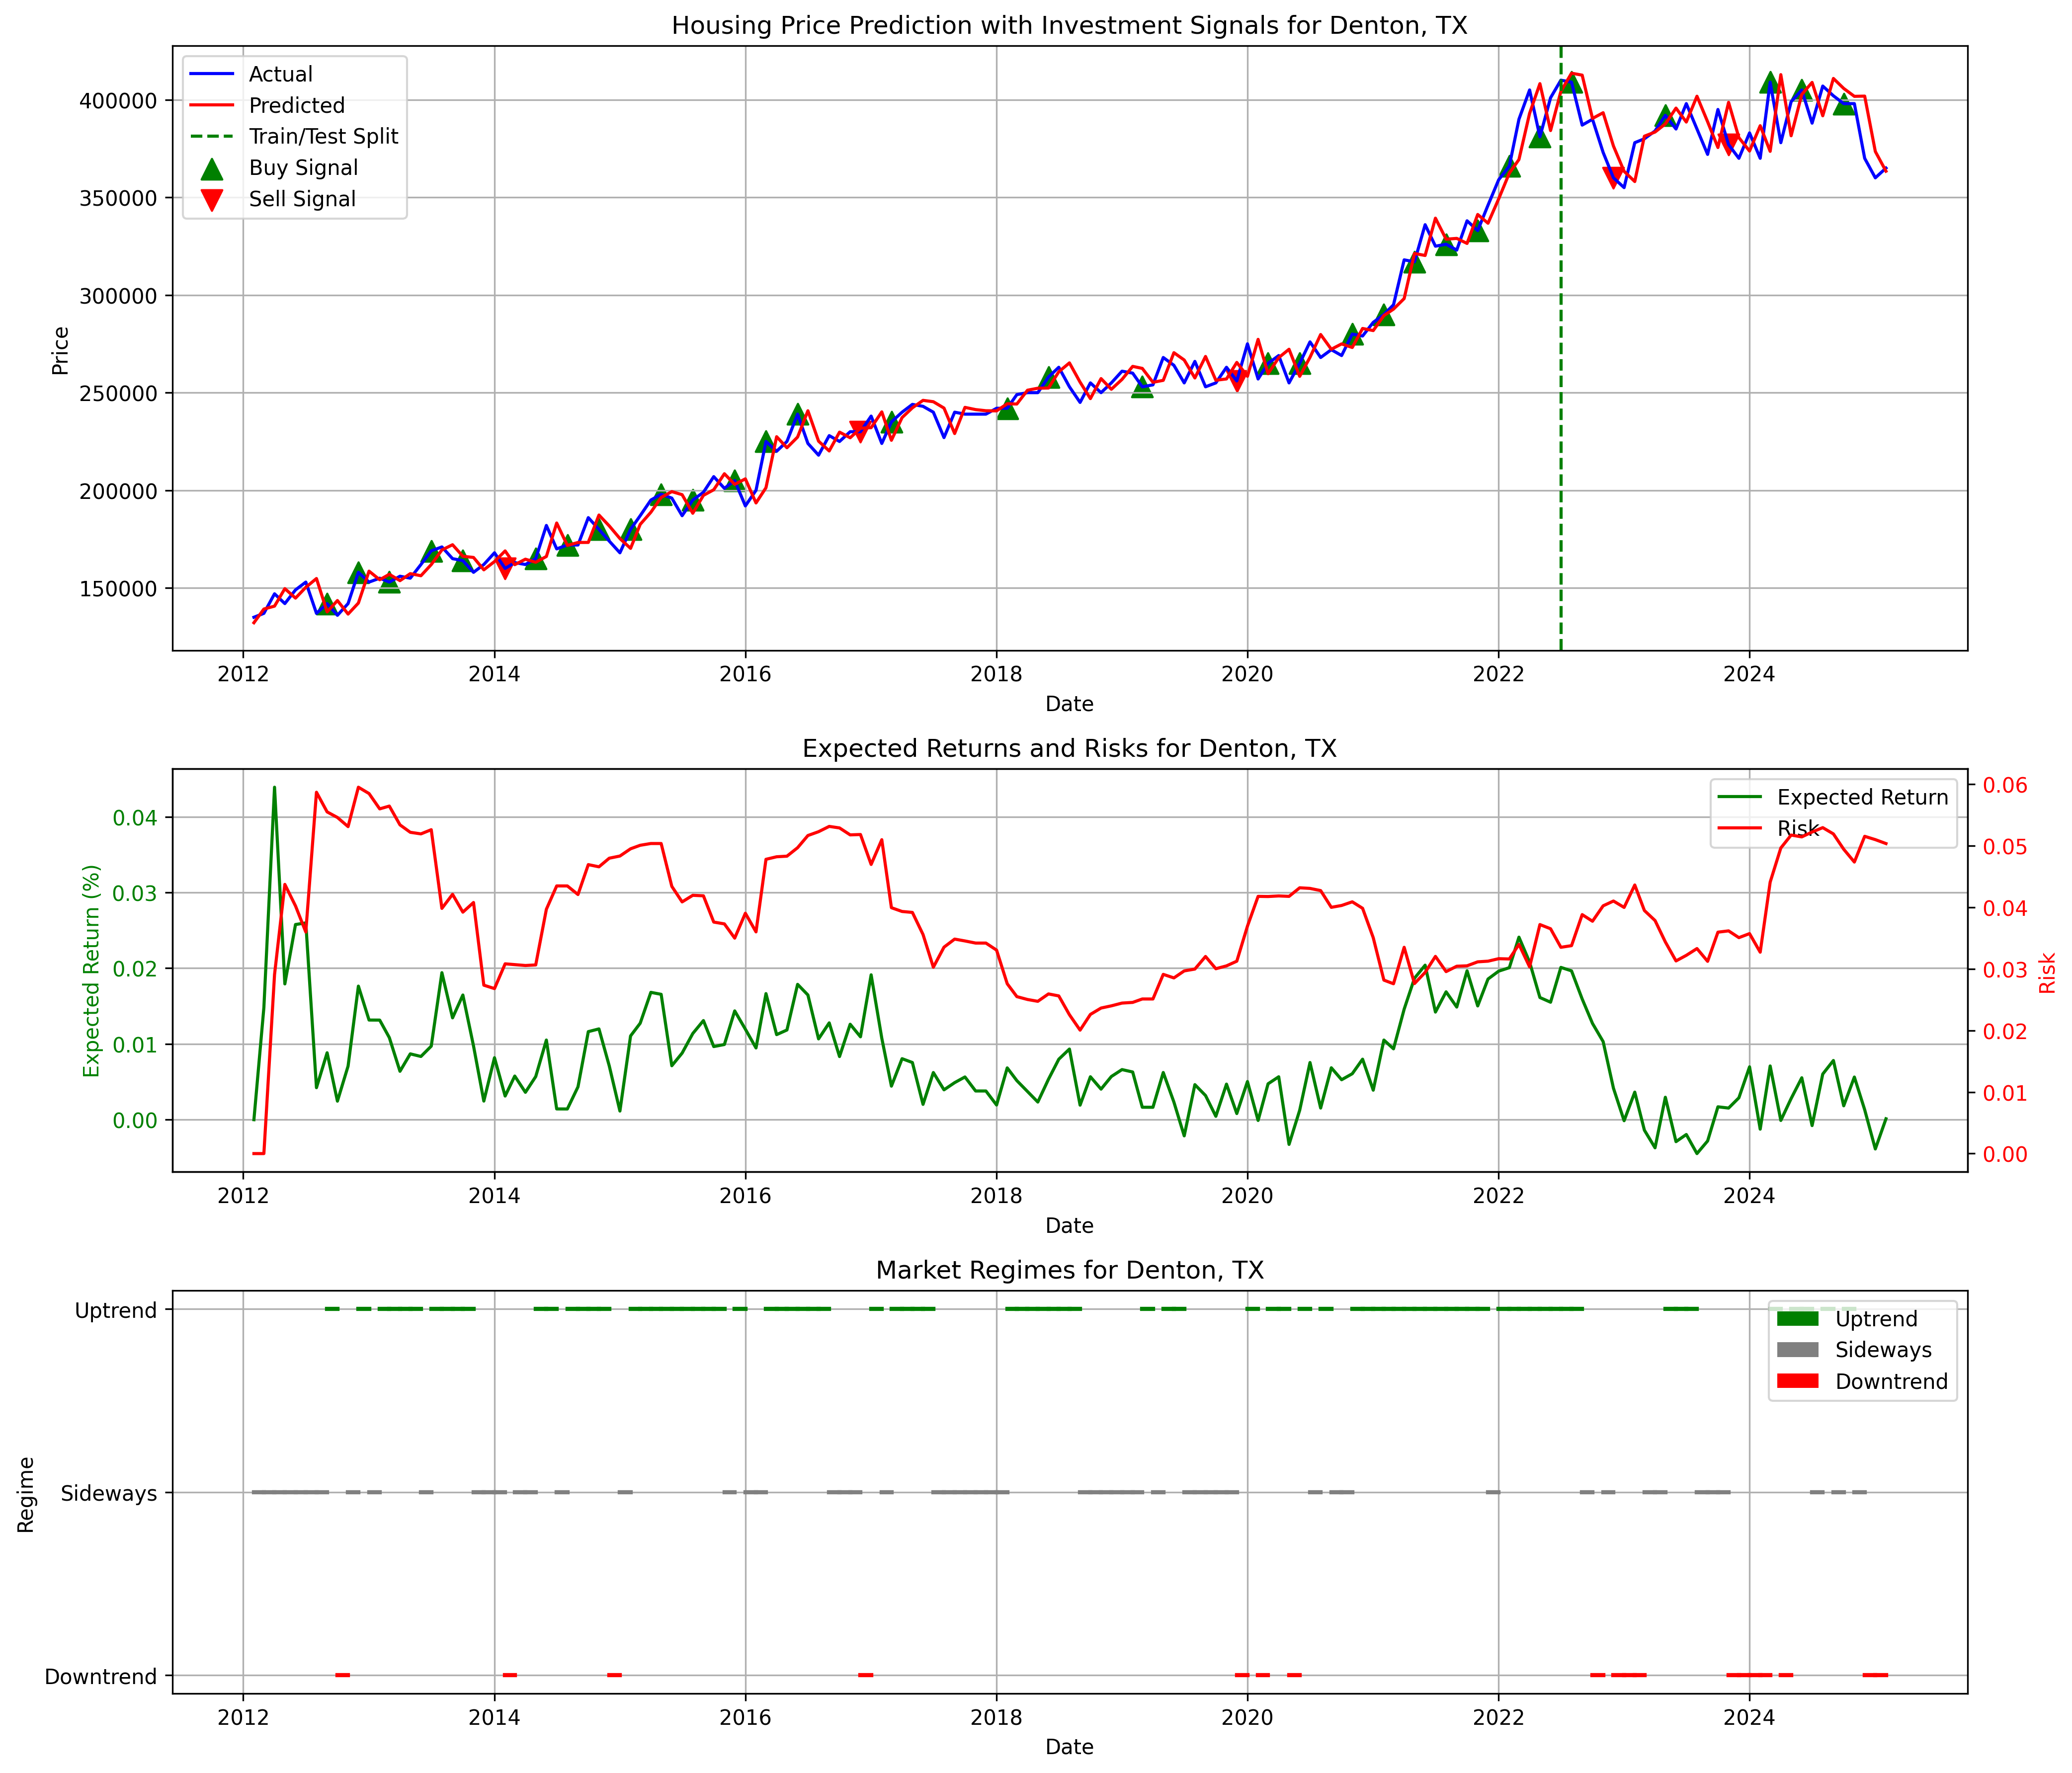 Housing Price Prediction with Investment Signals for Denton, TX
Actual
Predicted
Train/Test Split
Buy Signal
Sell Signal
400000
350000
300000
250000
200000
150000
Price
2012 2014 2016 2018 2020 2022 2024
Date
Expected Returns and Risks for Denton, TX
Expected Return
Risk
0.04
0.03
0.02
0.01
0.00
Expected Return (%)
0.06
0.05
0.04
0.03
0.02
0.01
0.00
Risk
2012 2014 2016 2018 2020 2022 2024
Date
Market Regimes for Denton, TX
Uptrend
Sideways
Downtrend
Uptrend
Sideways
Downtrend
Regime
2012 2014 2016 2018 2020 2022 2024
Date